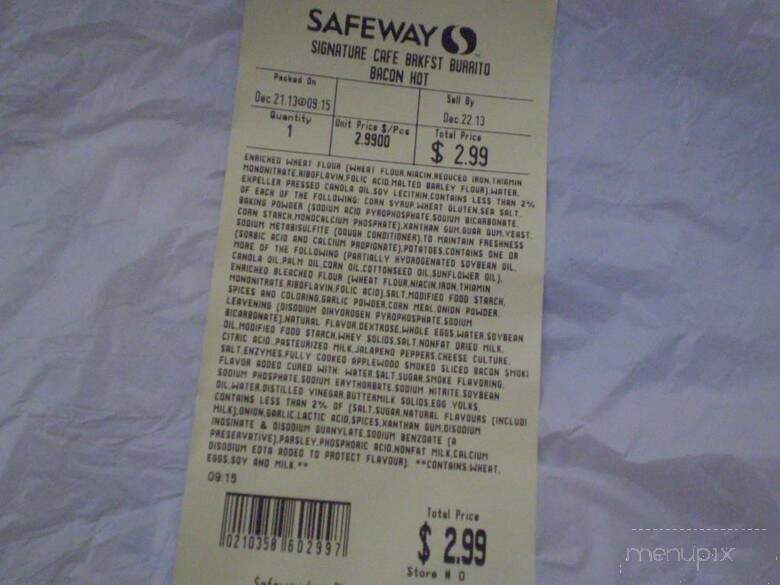 SAFEWAY
SIGNATURE CAFE BRKFST BURRITO
BACON HOT
Packed On
Sell By
Dec 21.13@09:15
Dec 22.13
Quantity
Unit Price $/Pcs
Total Price
1
2.9900
$ 2.99
ENRICHED WHEAT FLOUR (WHEAT FLOUR,NIACIN,REDUCED IRON,THIAMIN
MONONITRATE,RIBOFLAVIN,FOLIC ACID,MALTED BARLEY FLOUR),WATER,
EXPELLER PRESSED CANOLA OIL,SOY LECITHIN,CONTAINS LESS THAN 2%
OF EACH OF THE FOLLOWING: CORN SYRUP,WHEAT GLUTEN,SEA SALT,
BAKING POWDER (SODIUM ACID PYROPHOSPHATE,SODIUM BICARBONATE,
CORN STARCH,MONOCALCIUM PHOSPHATE),XANTHAN GUM,GUAR GUM,YEAST,
SODIUM METABISULFITE (DOUGH CONDITIONER),TO MAINTAIN FRESHNESS
(SORBIC ACID AND CALCIUM PROPIONATE),POTATOES,CONTAINS ONE OR
MORE OF THE FOLLOWING (PARTIALLY HYDROGENATED SOYBEAN OIL,
CANOLA OIL,PALM OIL,CORN OIL,COTTONSEED OIL,SUNFLOWER OIL),
ENRICHED BLEACHED FLOUR (WHEAT FLOUR,NIACIN,IRON,THIAMIN
MONONITRATE,RIBOFLAVIN,FOLIC ACID),SALT,MODIFIED FOOD STARCH,
SPICES AND COLORING,GARLIC POWDER,CORN MEAL,ONION POWDER,
LEAVENING (DISODIUM DIHYDROGEN PYROPHOSPHATE,SODIUM
BICARBONATE),NATURAL FLAVOR,DEXTROSE,WHOLE EGGS,WATER,SOYBEAN
OIL,MODIFIED FOOD STARCH,WHEY SOLIDS,SALT,NONFAT DRIED MILK,
CITRIC ACID,PASTEURIZED MILK,JALAPENO PEPPERS,CHEESE CULTURE,
SALT,ENZYMES,FULLY COOKED APPLEWOOD SMOKED SLICED BACON SMOKE
FLAVOR ADDED CURED WITH: WATER,SALT,SUGAR,SMOKE FLAVORING,
SODIUM PHOSPHATE,SODIUM ERYTHORBATE,SODIUM NITRITE,SOYBEAN
OIL,WATER,DISTILLED VINEGAR,BUTTERMILK SOLIDS,EGG YOLKS,
CONTAINS LESS THAN 2% OF (SALT,SUGAR,NATURAL FLAVOURS (INCLUDI
MILK),ONION,GARLIC,LACTIC ACID,SPICES,XANTHAN GUM,DISODIUM
INOSINATE & DISODIUM GUANYLATE,SODIUM BENZOATE (A
PRESERVATIVE),PARSLEY,PHOSPHORIC ACID,NONFAT MILK,CALCIUM
DISODIUM EDTA ADDED TO PROTECT FLAVOUR). **CONTAINS WHEAT,
EGGS,SOY AND MILK.**
09:15
Total Price
$ 2.99
0210358 602997
Store # 0
menupix